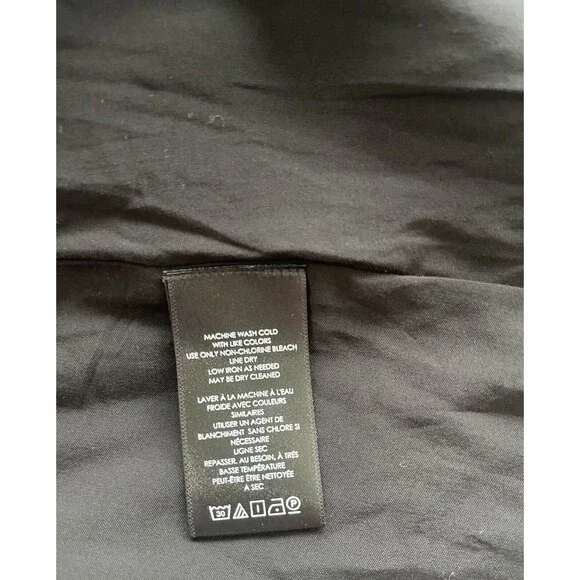 MACHINE WASH COLD
WITH LIKE COLORS
USE ONLY NON-CHLORINE BLEACH
LINE DRY
LOW IRON AS NEEDED
MAY BE DRY CLEANED
LAVER À LA MACHINE À L'EAU
FROIDE AVEC COULEURS
SIMILAIRES
UTILISER UN AGENT DE
BLANCHIMENT SANS CHLORE SI
NÉCESSAIRE
LIGNE SEC
REPASSER, AU BESOIN, À TRÈS
BASSE TEMPÉRATURE
PEUT-ÊTRE ÊTRE NETTOYÉE
A SEC
30 P